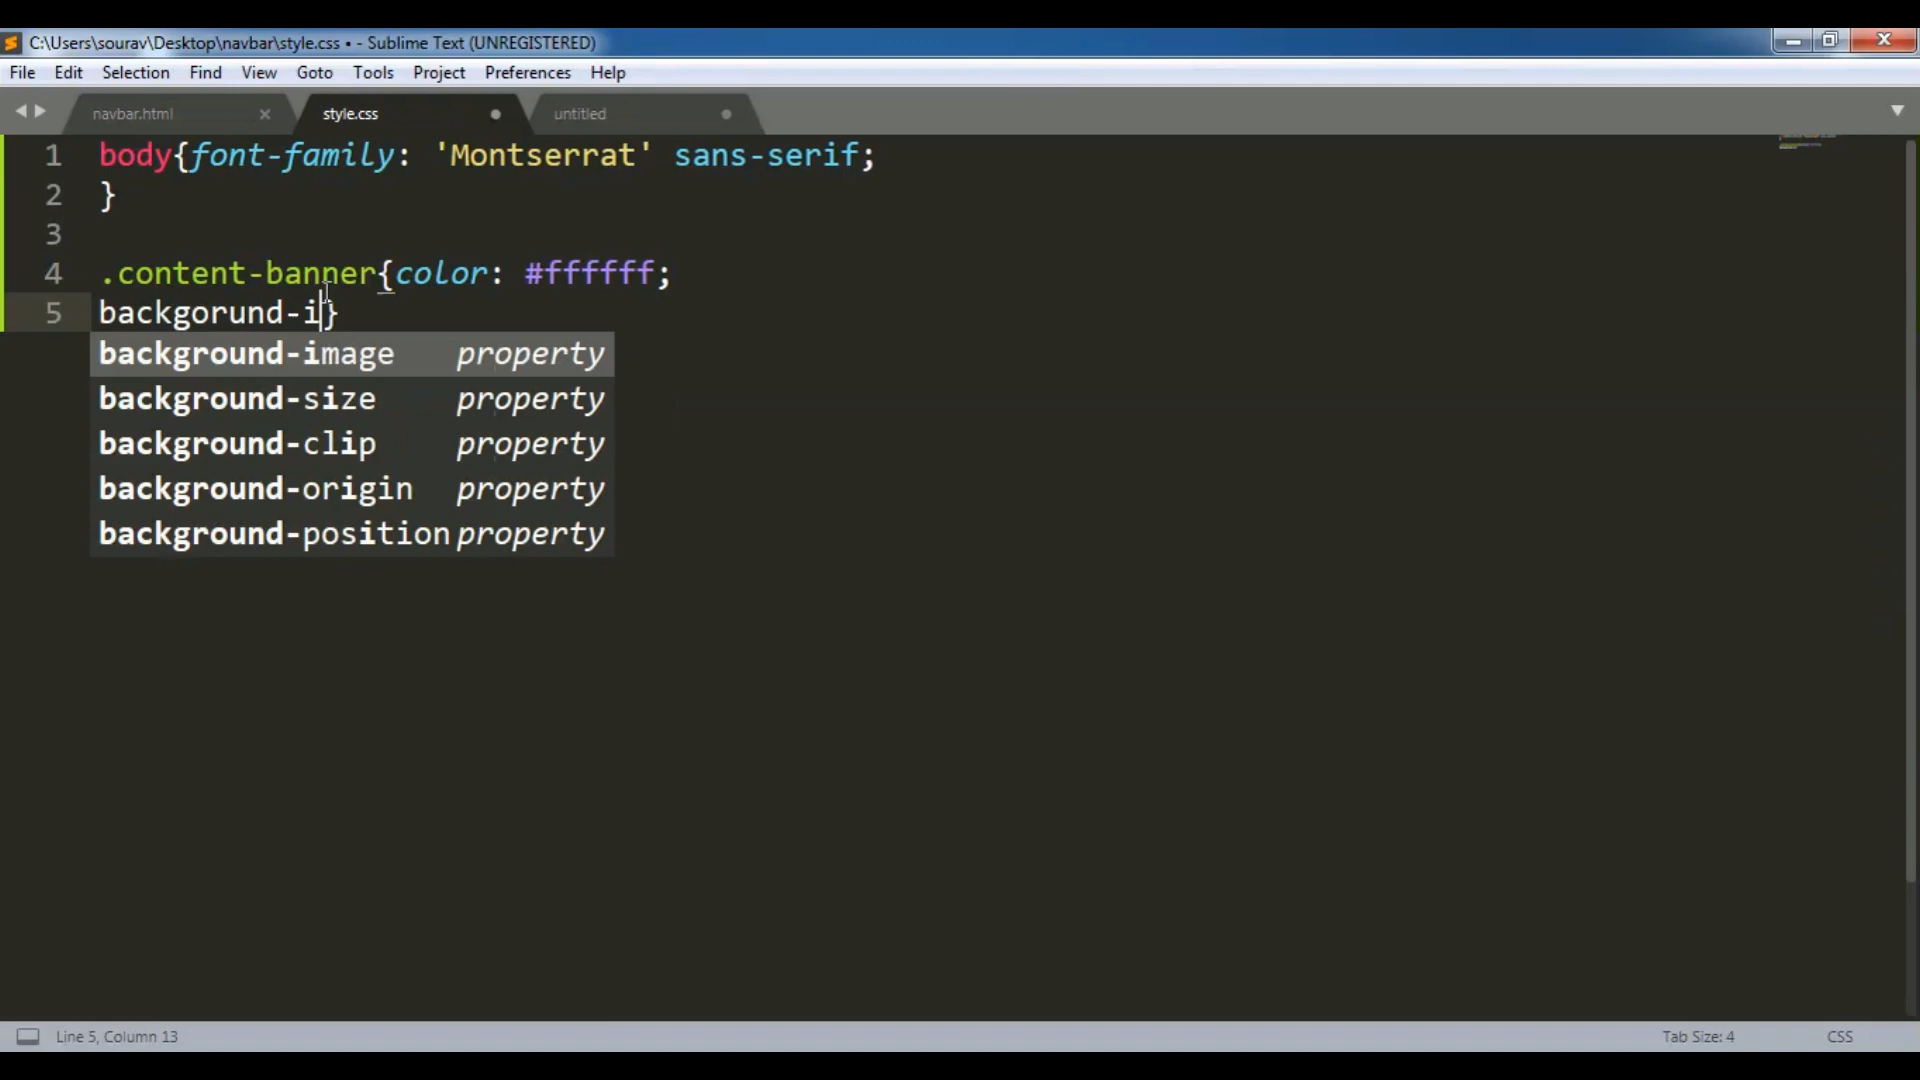 C:\Users\sourav\Desktop\navbar\style.css • - Sublime Text (UNREGISTERED)
File Edit Selection Find View Goto Tools Project Preferences Help
navbar.html style.css untitled
1 body{font-family: 'Montserrat' sans-serif;
2 }
3
4 .content-banner{color: #ffffff;
5 backgorund-i}
background-image property
background-size property
background-clip property
background-origin property
background-position property
Line 5, Column 13 Tab Size: 4 CSS